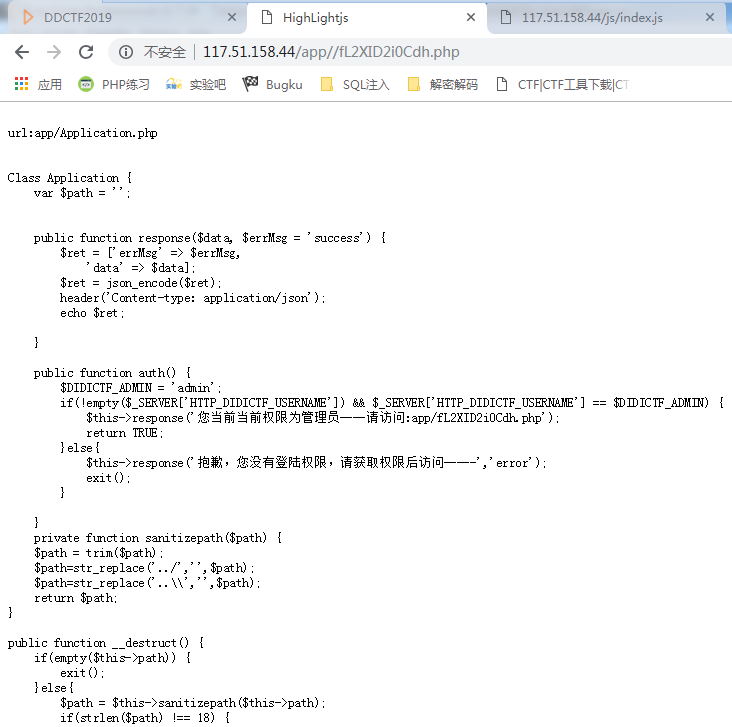 DDCTF2019
HighLightjs
117.51.158.44/js/index.js
不安全
117.51.158.44/app//fL2XID2i0Cdh.php
应用
PHP练习
实验吧
Bugku
SQL注入
解密解码
CTF|CTF工具下载|CT
url:app/Application.php
Class Application {
    var $path = '';
    public function response($data, $errMsg = 'success') {
        $ret = ['errMsg' => $errMsg,
            'data' => $data];
        $ret = json_encode($ret);
        header('Content-type: application/json');
        echo $ret;
    }
    public function auth() {
        $DIDICTF_ADMIN = 'admin';
        if(!empty($_SERVER['HTTP_DIDICTF_USERNAME']) && $_SERVER['HTTP_DIDICTF_USERNAME'] == $DIDICTF_ADMIN) {
            $this->response('您当前当前权限为管理员——请访问:app/fL2XID2i0Cdh.php');
            return TRUE;
        }else{
            $this->response('抱歉，您没有登陆权限，请获取权限后访问——-','error');
            exit();
        }
    }
    private function sanitizepath($path) {
    $path = trim($path);
    $path=str_replace('../','',$path);
    $path=str_replace('..\\','',$path);
    return $path;
}
public function __destruct() {
    if(empty($this->path)) {
        exit();
    }else{
        $path = $this->sanitizepath($this->path);
        if(strlen($path) !== 18) {